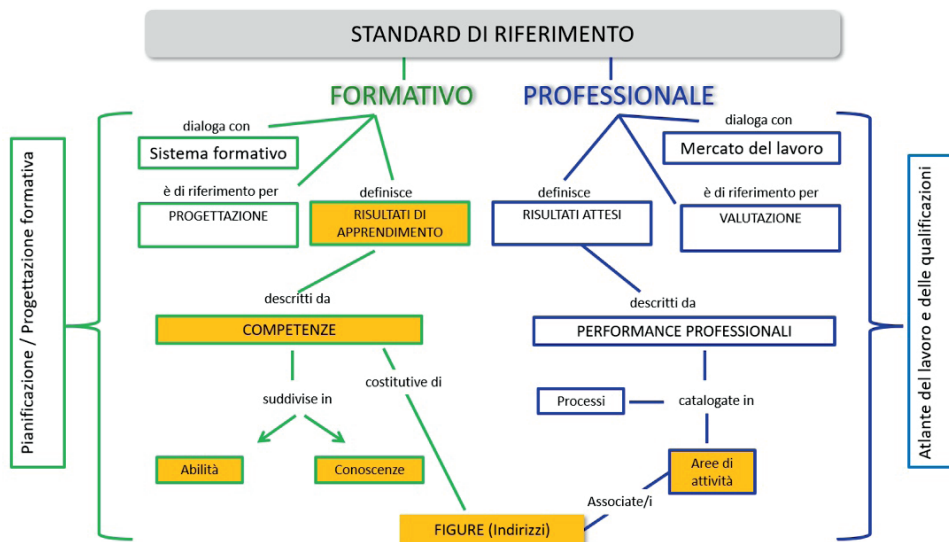 STANDARD DI RIFERIMENTO
FORMATIVO
PROFESSIONALE
Pianificazione / Progettazione formativa
dialoga con
Sistema formativo
è di riferimento per
PROGETTAZIONE
definisce
RISULTATI DI
APPRENDIMENTO
descritti da
COMPETENZE
suddivise in
costitutive di
Abilità
Conoscenze
FIGURE (Indirizzi)
dialoga con
Mercato del lavoro
definisce
RISULTATI ATTESI
è di riferimento per
VALUTAZIONE
descritti da
PERFORMANCE PROFESSIONALI
Processi
catalogate in
Aree di
attività
Associate/i
Atlante del lavoro e delle qualificazioni